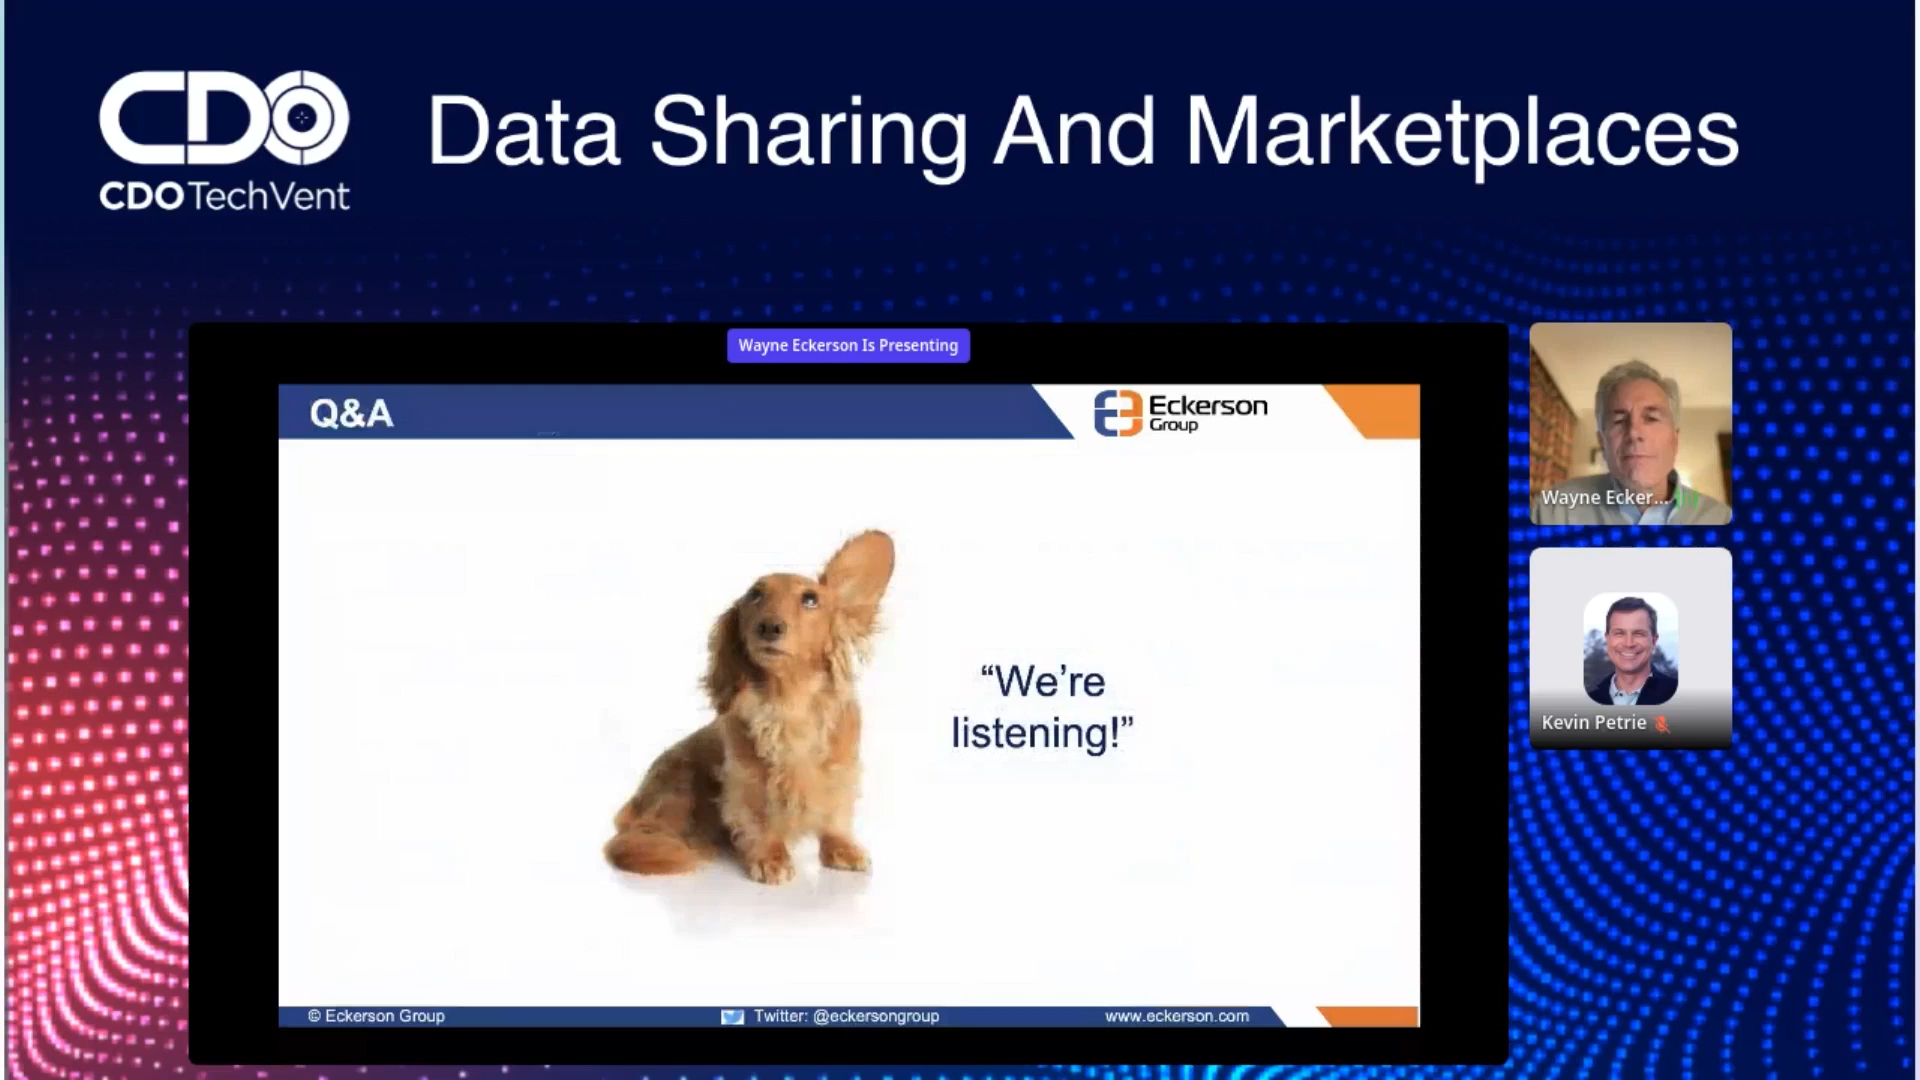 CDO
CDO TechVent
Data Sharing And Marketplaces
Wayne Eckerson Is Presenting
Q&A
Eckerson
Group
“We’re
listening!”
© Eckerson Group
Twitter: @eckersongroup
www.eckerson.com
Wayne Ecker...
Kevin Petrie